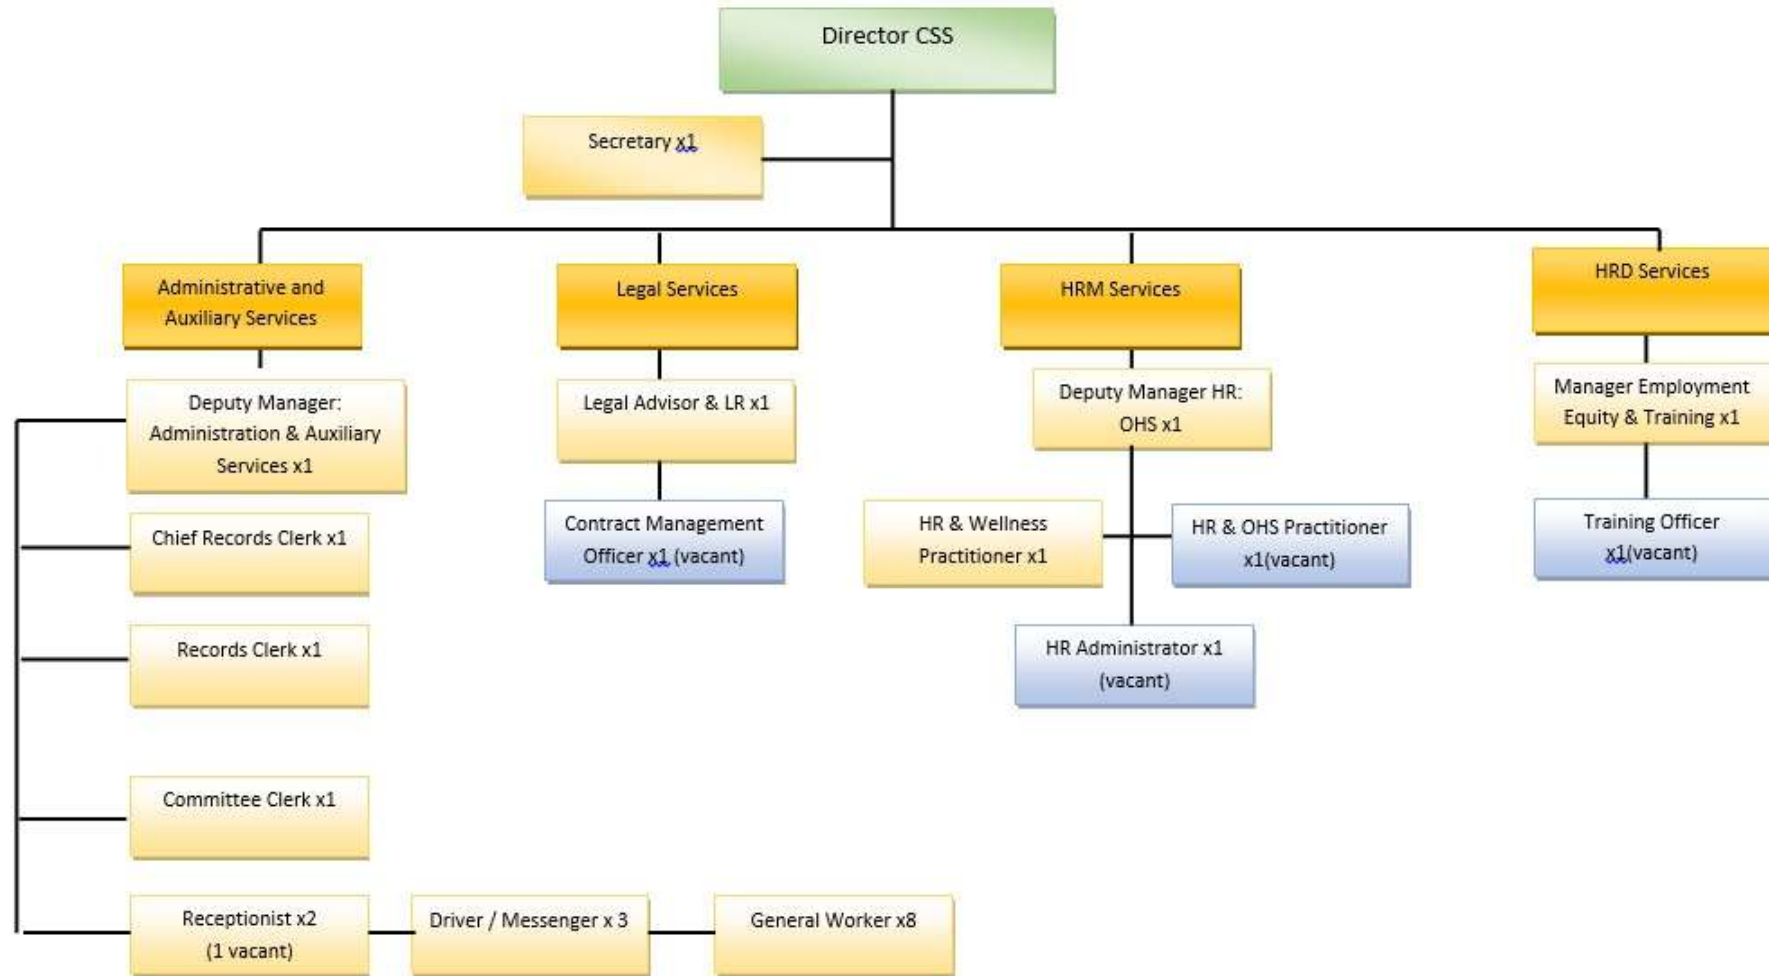 Director CSS
Secretary x1
Administrative and
Auxiliary Services
Legal Services
HRM Services
HRD Services
Deputy Manager:
Administration & Auxiliary
Services x1
Legal Advisor & LR x1
Deputy Manager HR:
OHS x1
Manager Employment
Equity & Training x1
Chief Records Clerk x1
Contract Management
Officer x1 (vacant)
HR & Wellness
Practitioner x1
HR & OHS Practitioner
x1(vacant)
Training Officer
x1(vacant)
Records Clerk x1
HR Administrator x1
(vacant)
Committee Clerk x1
Receptionist x2
(1 vacant)
Driver / Messenger x 3
General Worker x8